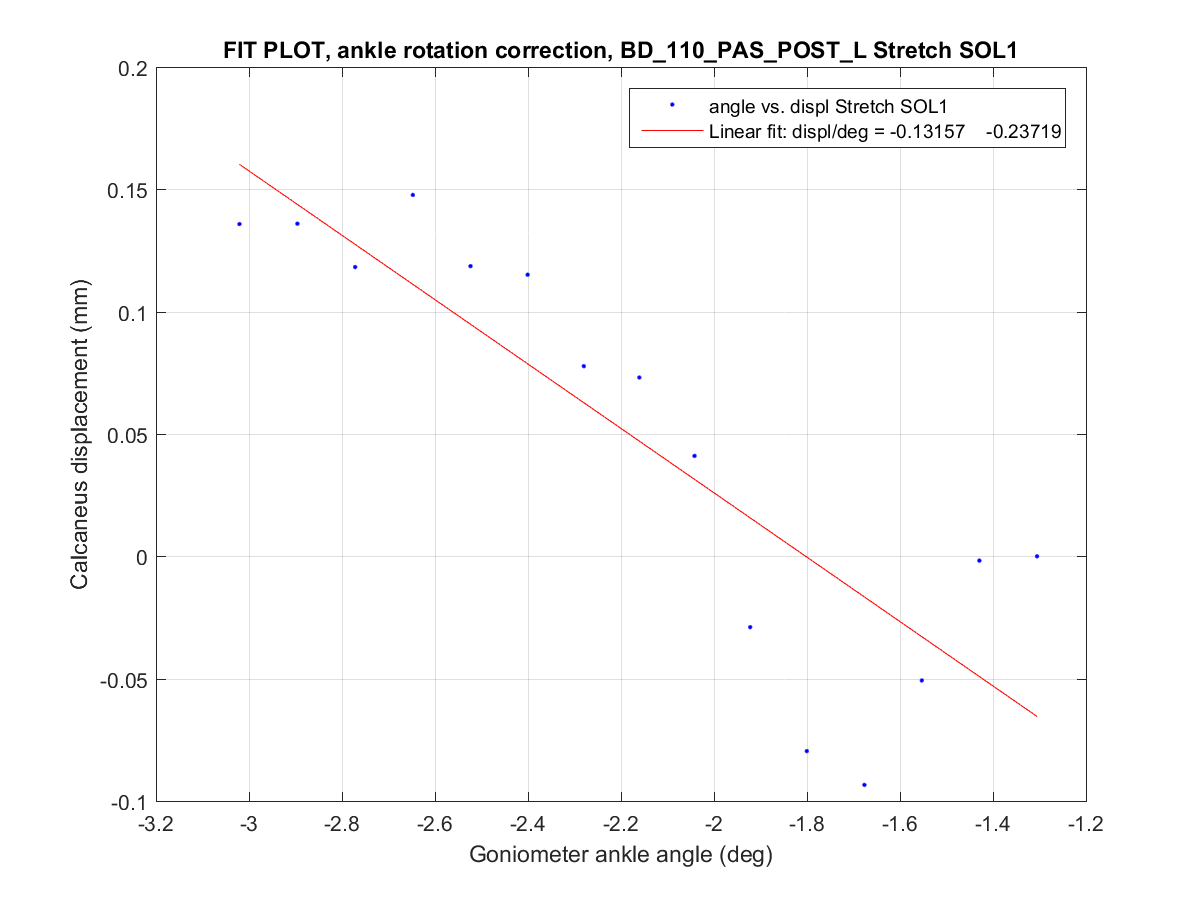 FIT PLOT, ankle rotation correction, BD_110_PAS_POST_L Stretch SOL1
angle vs. displ Stretch SOL1
Linear fit: displ/deg = -0.13157    -0.23719
0.2
0.15
0.1
0.05
0
-0.05
-0.1
Calcaneus displacement (mm)
-3.2 -3 -2.8 -2.6 -2.4 -2.2 -2 -1.8 -1.6 -1.4 -1.2
Goniometer ankle angle (deg)